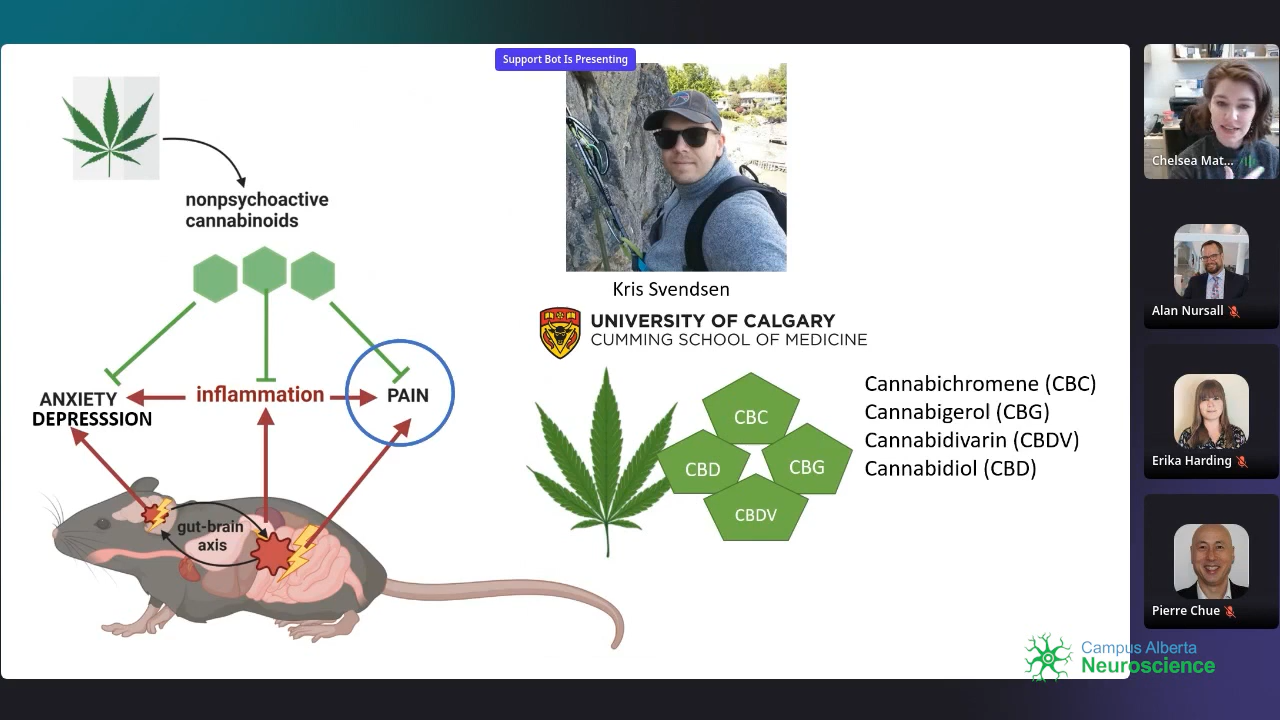 Support Bot Is Presenting
nonpsychoactive
cannabinoids
ANXIETY
DEPRESSSION
inflammation
PAIN
gut-brain
axis
Kris Svendsen
UNIVERSITY OF CALGARY
CUMMING SCHOOL OF MEDICINE
CBC
CBD
CBG
CBDV
Cannabichromene (CBC)
Cannabigerol (CBG)
Cannabidivarin (CBDV)
Cannabidiol (CBD)
Chelsea Mat...
Alan Nursall
Erika Harding
Pierre Chue
Campus Alberta
Neuroscience